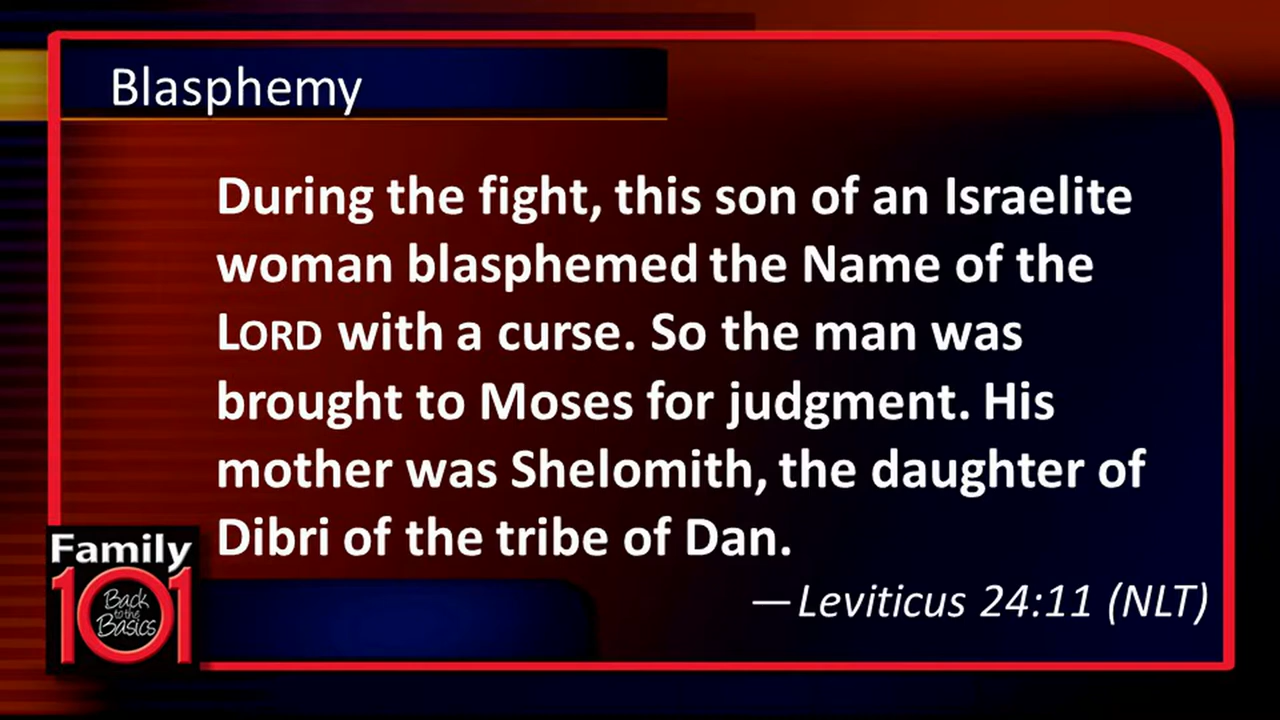 Blasphemy
During the fight, this son of an Israelite
woman blasphemed the Name of the
LORD with a curse. So the man was
brought to Moses for judgment. His
mother was Shelomith, the daughter of
Dibri of the tribe of Dan.
—Leviticus 24:11 (NLT)
Family
101
Back
to the
Basics